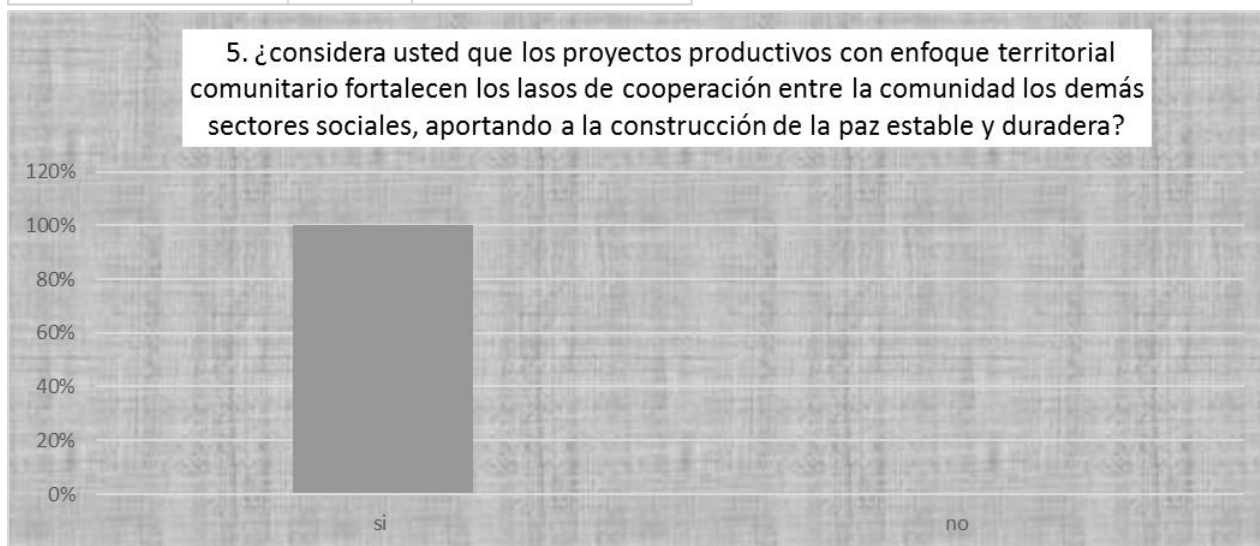 5. ¿considera usted que los proyectos productivos con enfoque territorial
comunitario fortalecen los lasos de cooperación entre la comunidad los demás
sectores sociales, aportando a la construcción de la paz estable y duradera?
120%
100%
80%
60%
40%
20%
0%
si
no